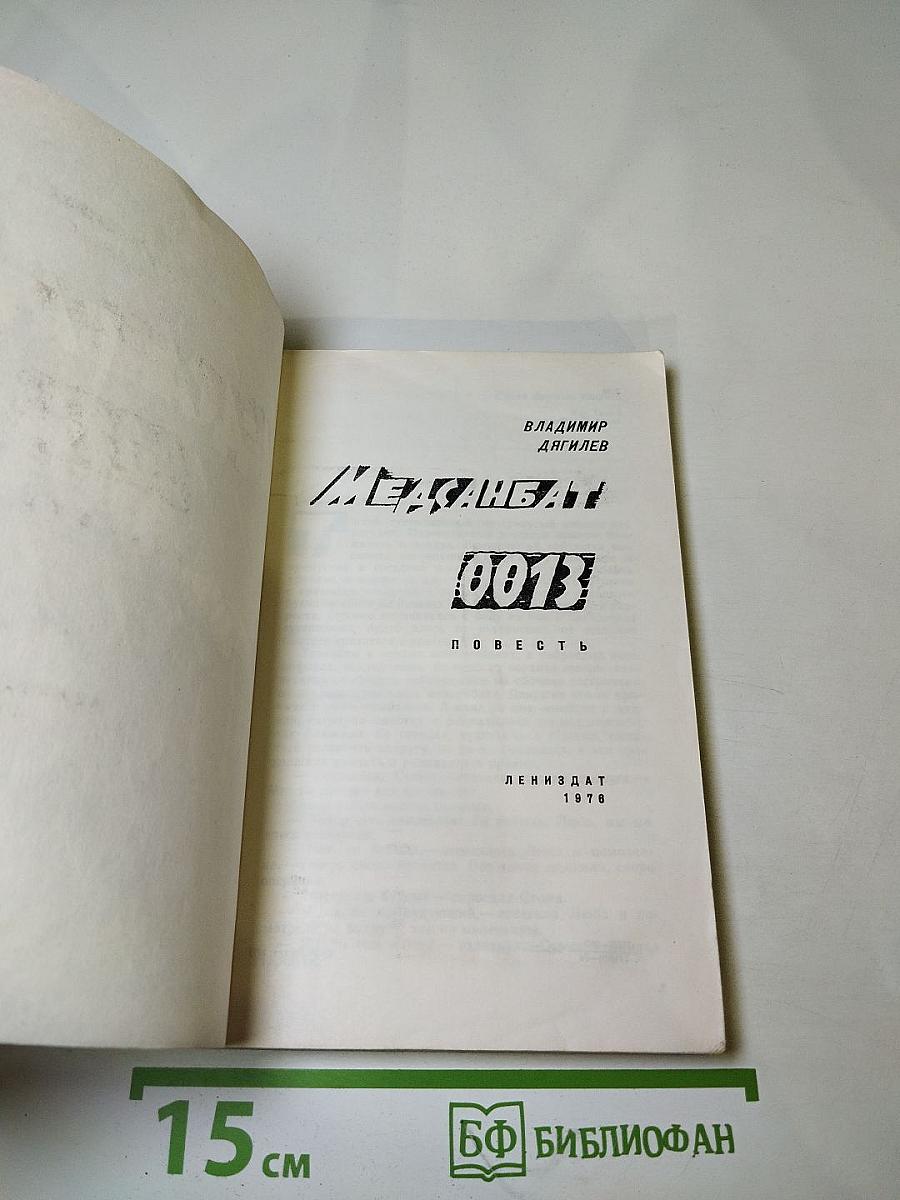 ВЛАДИМИР
ДЯГИЛЕВ
МЕДСАНБАТ
0013
ПОВЕСТЬ
ЛЕНИЗДАТ
1976
15 см
БФ БИБЛИОФАН